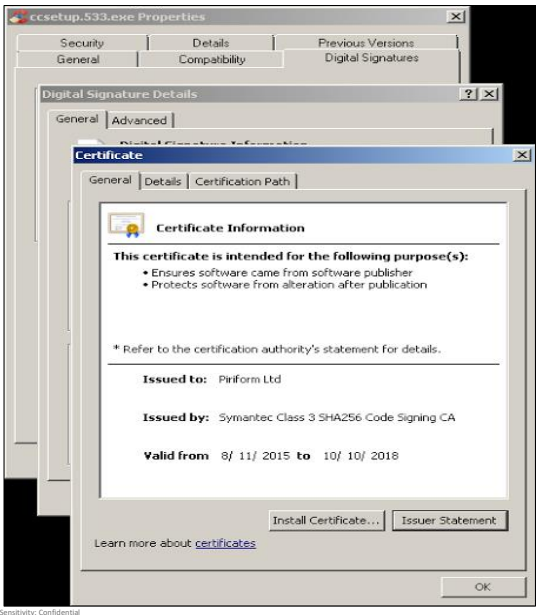 ccsetup.533.exe Properties
Security Details Previous Versions
General Compatibility Digital Signatures
Digital Signature Details
General Advanced
Digital Signature Information
Certificate
General Details Certification Path
Certificate Information
This certificate is intended for the following purpose(s):
• Ensures software came from software publisher
• Protects software from alteration after publication
* Refer to the certification authority's statement for details.
Issued to: Piriform Ltd
Issued by: Symantec Class 3 SHA256 Code Signing CA
Valid from 8/ 11/ 2015 to 10/ 10/ 2018
Install Certificate... Issuer Statement
Learn more about certificates
OK
Sensitivity: Confidential